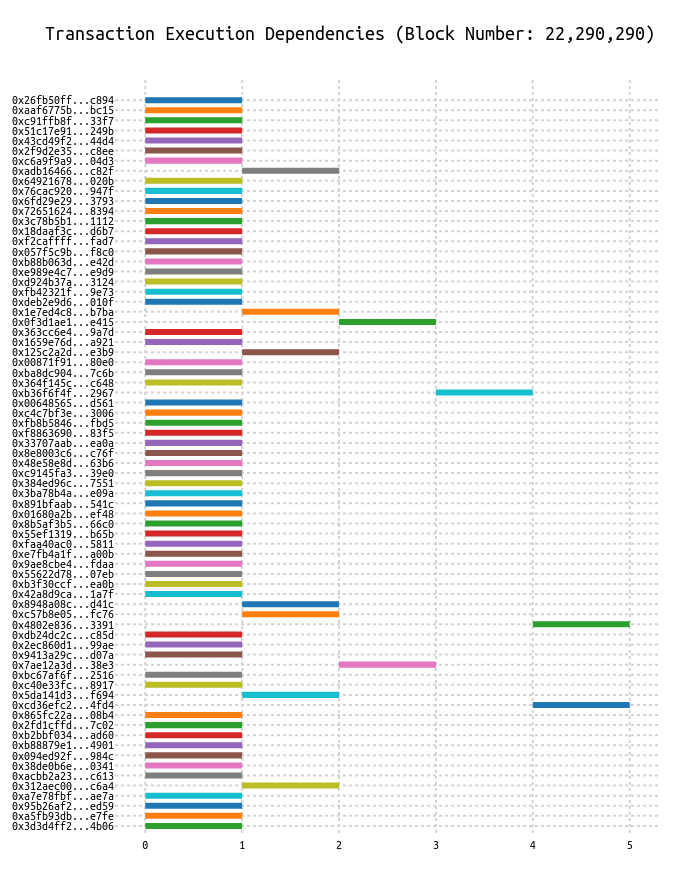 Transaction Execution Dependencies (Block Number: 22,290,290)
0x26fb50ff...c894
0xaaf6775b...bc15
0xc91ffb8f...33f7
0x51c17e91...249b
0x43cd49f2...44d4
0x2f9d2e35...c8ee
0xc6a9f9a9...04d3
0xadb16466...c82f
0x64921678...020b
0x76cac920...947f
0x6fd29e29...3793
0x72651624...8394
0x3c78b5b1...1112
0x18daaf3c...d6b7
0xf2caffff...fad7
0x057f5c9b...f8c0
0xb88b063d...e42d
0xe989e4c7...e9d9
0xd924b37a...3124
0xfb42321f...9e73
0xdeb2e9d6...010f
0x1e7ed4c8...b7ba
0x0f3d1ae1...e415
0x363cc6e4...9a7d
0x1659e76d...a921
0x125c2a2d...e3b9
0x00871f91...80e0
0xba8dc904...7c6b
0x364f145c...c648
0xb36f6f4f...2967
0x00648565...d561
0xc4c7bf3e...3006
0xfb8b5846...fbd5
0xf8863690...83f5
0x33707aab...ea0a
0x8e8003c6...c76f
0x48e58e8d...63b6
0xc9145fa3...39e0
0x384ed96c...7551
0x3ba78b4a...e09a
0x891bfaab...541c
0x01680a2b...ef48
0x8b5af3b5...66c0
0x55ef1319...b65b
0xfaa40ac0...5811
0xe7fb4a1f...a00b
0x9ae8cbe4...fdaa
0x55622d78...07eb
0xb3f30ccf...ea0b
0x42a8d9ca...1a7f
0x8948a08c...d41c
0xc57b8e05...fc76
0x4802e836...3391
0xdb24dc2c...c85d
0x2ec860d1...99ae
0x9413a29c...d07a
0x7ae12a3d...38e3
0xbc67af6f...2516
0xc40e33fc...8917
0x5da141d3...f694
0xcd36efc2...4fd4
0x865fc22a...08b4
0x2fd1cffd...7c02
0xb2bbf034...ad60
0xb88879e1...4901
0x094ed92f...984c
0x38de0b6e...0341
0xacbb2a23...c613
0x312aec00...c6a4
0xa7e78fbf...ae7a
0x95b26af2...ed59
0xa5fb93db...e7fe
0x3d3d4ff2...4b06
0 1 2 3 4 5